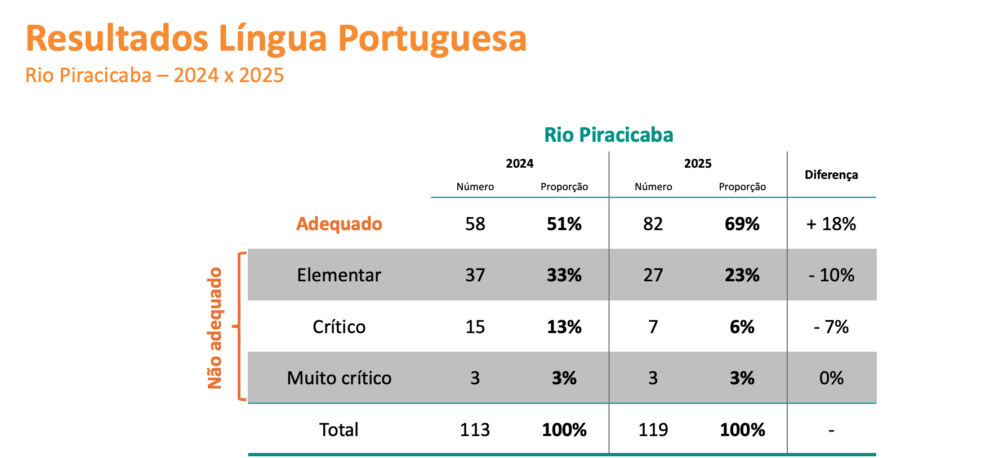 Resultados Língua Portuguesa
Rio Piracicaba – 2024 x 2025
Rio Piracicaba
2024 2025 Diferença
Número Proporção Número Proporção
Adequado 58 51% 82 69% + 18%
Não adequado
Elementar 37 33% 27 23% - 10%
Crítico 15 13% 7 6% - 7%
Muito crítico 3 3% 3 3% 0%
Total 113 100% 119 100% -